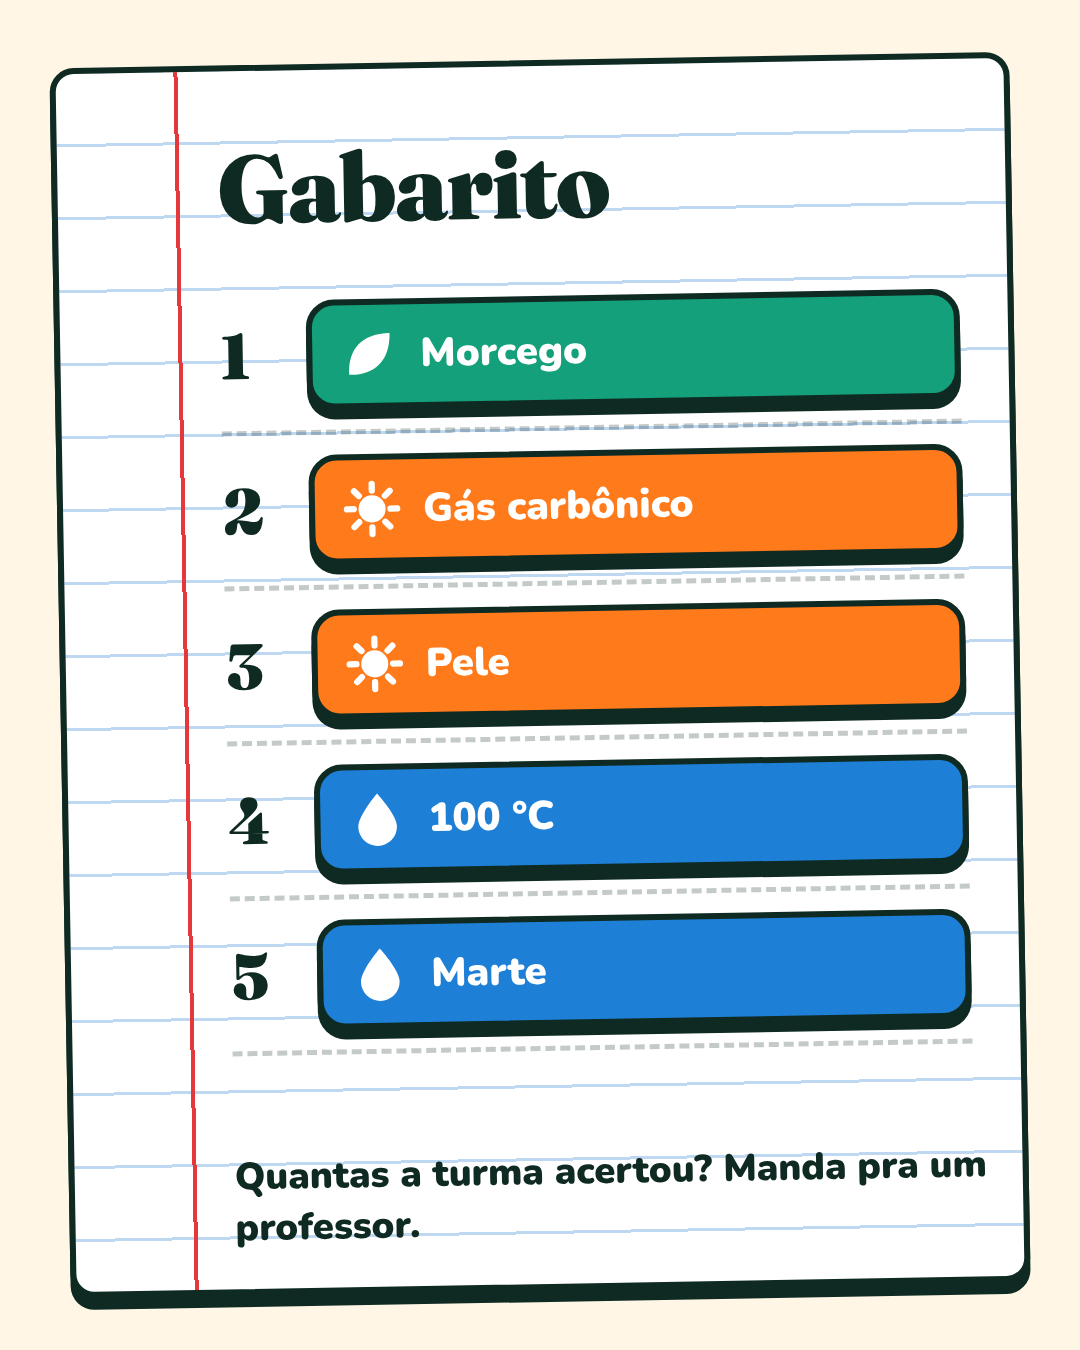 Gabarito
1 Morcego
2 Gás carbônico
3 Pele
4 100 °C
5 Marte
Quantas a turma acertou? Manda pra um
professor.